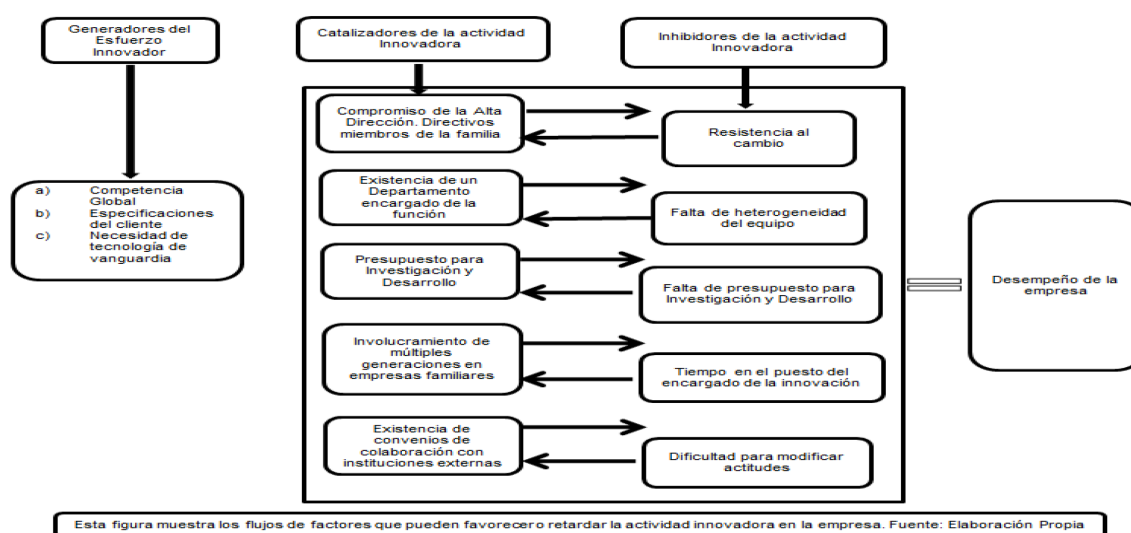 Generadores del
Esfuerzo
Innovador
Catalizadores de la actividad
Innovadora
Inhibidores de la actividad
Innovadora
a) Competencia
Global
b) Especificaciones
del cliente
c) Necesidad de
tecnología de
vanguardia
Compromiso de la Alta
Dirección. Directivos
miembros de la familia
Resistencia al
cambio
Existencia de un
Departamento
encargado de la
función
Falta de heterogeneidad
del equipo
Presupuesto para
Investigación y
Desarrollo
Falta de presupuesto para
Investigación y Desarrollo
Involucramiento de
múltiples
generaciones en
empresas familiares
Tiempo en el puesto del
encargado de la innovación
Existencia de
convenios de
colaboración con
instituciones externas
Dificultad para modificar
actitudes
Desempeño de la
empresa
Esta figura muestra los flujos de factores que pueden favorecer o retardar la actividad innovadora en la empresa. Fuente: Elaboración Propia